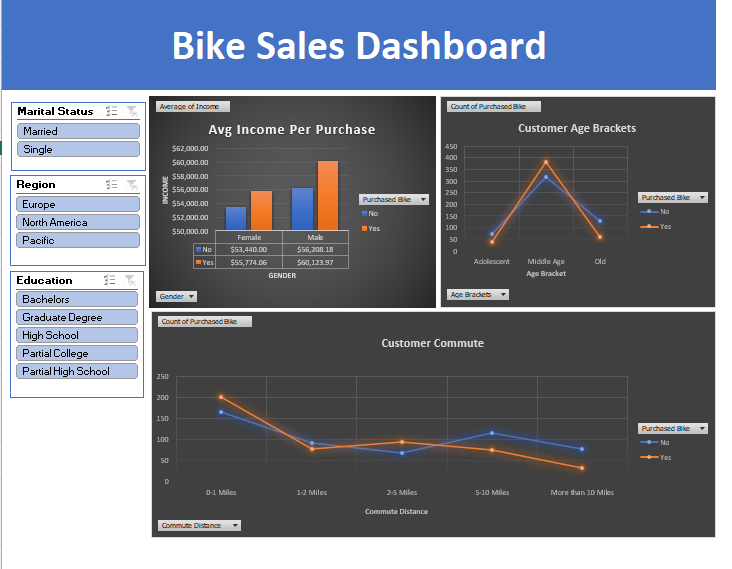 Bike Sales Dashboard
Marital Status
Married
Single
Region
Europe
North America
Pacific
Education
Bachelors
Graduate Degree
High School
Partial College
Partial High School
Average of Income
Avg Income Per Purchase
$62,000.00
$60,000.00
$58,000.00
$56,000.00
$54,000.00
$52,000.00
$50,000.00
INCOME
Female Male
No $53,440.00 $56,208.18
Yes $55,774.06 $60,123.97
GENDER
Purchased Bike
No
Yes
Gender
Count of Purchased Bike
Customer Age Brackets
450
400
350
300
250
200
150
100
50
0
Adolescent Middle Age Old
Age Bracket
Purchased Bike
No
Yes
Age Brackets
Count of Purchased Bike
Customer Commute
250
200
150
100
50
0
0-1 Miles 1-2 Miles 2-5 Miles 5-10 Miles More than 10 Miles
Commute Distance
Purchased Bike
No
Yes
Commute Distance